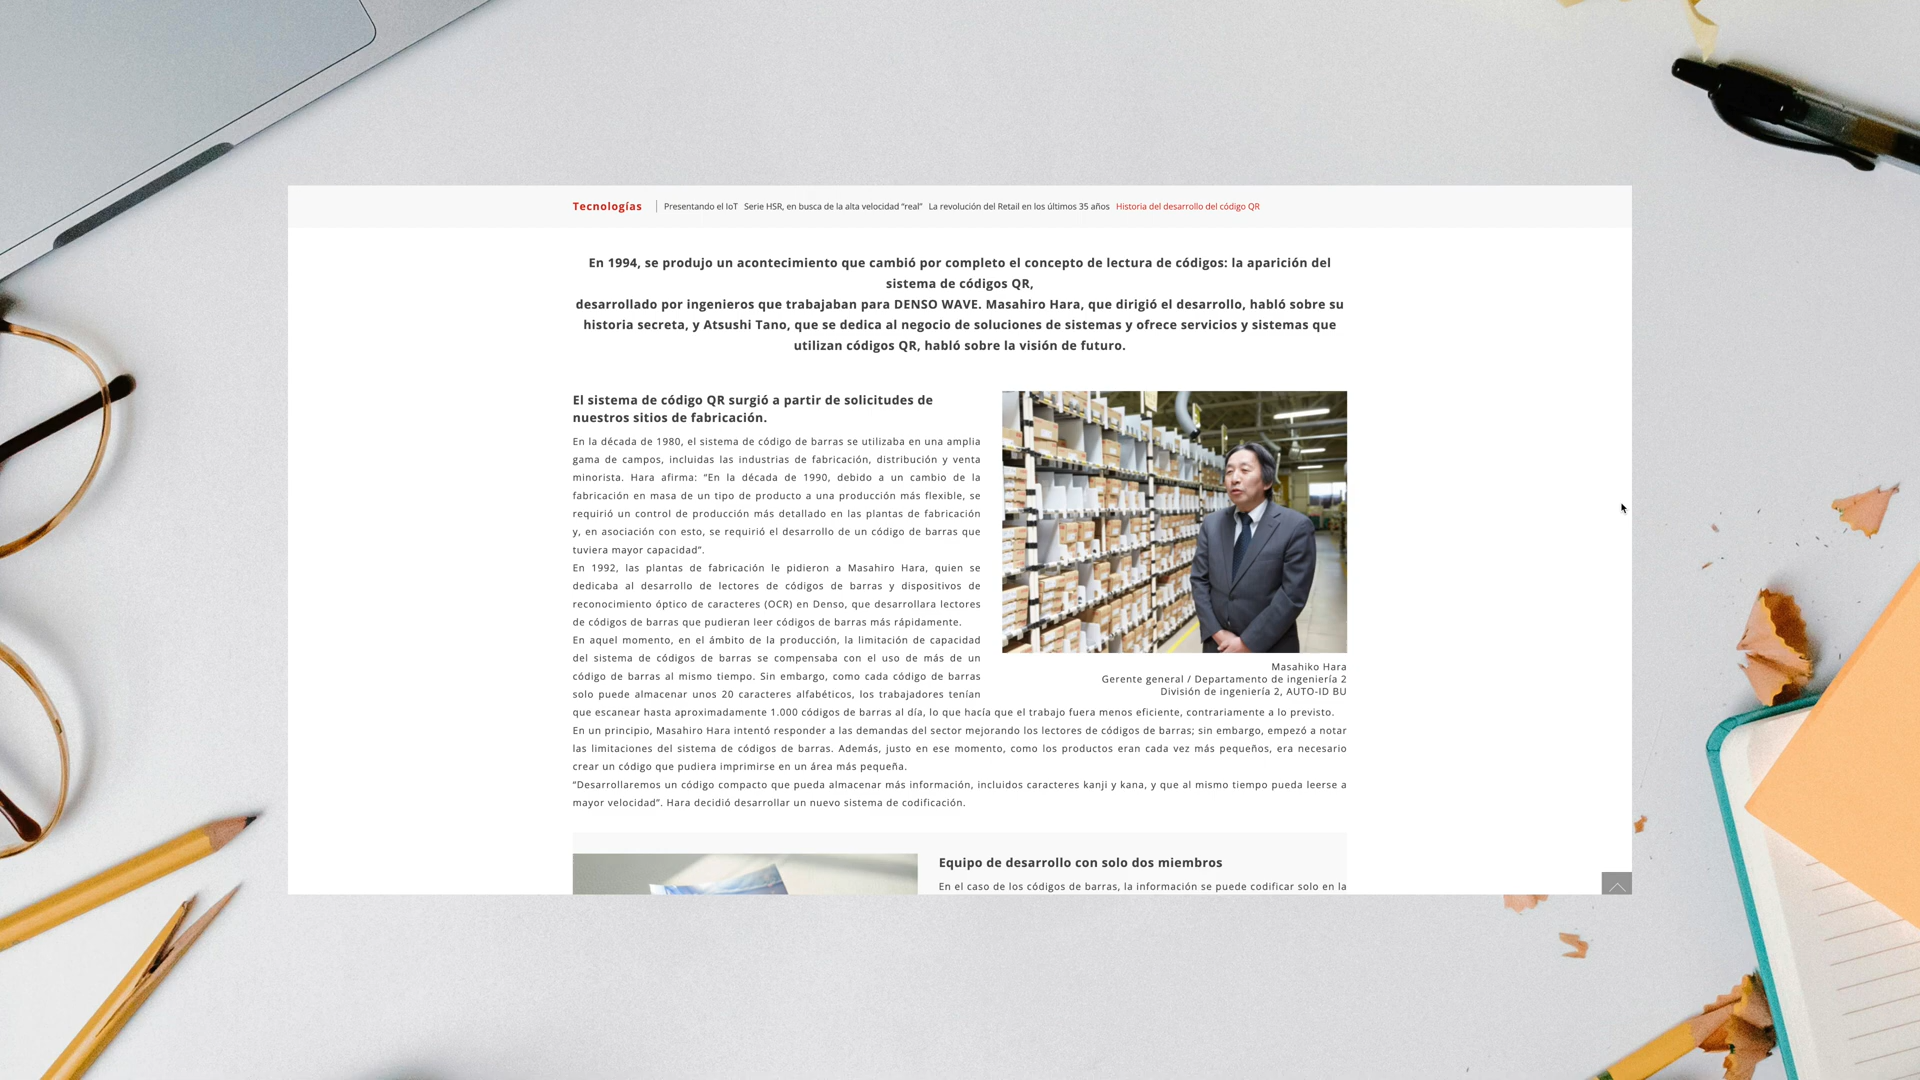 Tecnologías
Presentando el IoT Serie HSR, en busca de la alta velocidad “real” La revolución del Retail en los últimos 35 años Historia del desarrollo del código QR
En 1994, se produjo un acontecimiento que cambió por completo el concepto de lectura de códigos: la aparición del
sistema de códigos QR,
desarrollado por ingenieros que trabajaban para DENSO WAVE. Masahiro Hara, que dirigió el desarrollo, habló sobre su
historia secreta, y Atsushi Tano, que se dedica al negocio de soluciones de sistemas y ofrece servicios y sistemas que
utilizan códigos QR, habló sobre la visión de futuro.
El sistema de código QR surgió a partir de solicitudes de
nuestros sitios de fabricación.
En la década de 1980, el sistema de código de barras se utilizaba en una amplia
gama de campos, incluidas las industrias de fabricación, distribución y venta
minorista. Hara afirma: “En la década de 1990, debido a un cambio de la
fabricación en masa de un tipo de producto a una producción más flexible, se
requirió un control de producción más detallado en las plantas de fabricación
y, en asociación con esto, se requirió el desarrollo de un código de barras que
tuviera mayor capacidad”.
En 1992, las plantas de fabricación le pidieron a Masahiro Hara, quien se
dedicaba al desarrollo de lectores de códigos de barras y dispositivos de
reconocimiento óptico de caracteres (OCR) en Denso, que desarrollara lectores
de códigos de barras que pudieran leer códigos de barras más rápidamente.
En aquel momento, en el ámbito de la producción, la limitación de capacidad
del sistema de códigos de barras se compensaba con el uso de más de un
código de barras al mismo tiempo. Sin embargo, como cada código de barras
solo puede almacenar unos 20 caracteres alfabéticos, los trabajadores tenían
que escanear hasta aproximadamente 1.000 códigos de barras al día, lo que hacía que el trabajo fuera menos eficiente, contrariamente a lo previsto.
En un principio, Masahiro Hara intentó responder a las demandas del sector mejorando los lectores de códigos de barras; sin embargo, empezó a notar
las limitaciones del sistema de códigos de barras. Además, justo en ese momento, como los productos eran cada vez más pequeños, era necesario
crear un código que pudiera imprimirse en un área más pequeña.
“Desarrollaremos un código compacto que pueda almacenar más información, incluidos caracteres kanji y kana, y que al mismo tiempo pueda leerse a
mayor velocidad”. Hara decidió desarrollar un nuevo sistema de codificación.
Masahiko Hara
Gerente general / Departamento de ingeniería 2
División de ingeniería 2, AUTO-ID BU
Equipo de desarrollo con solo dos miembros
En el caso de los códigos de barras, la información se puede codificar solo en la